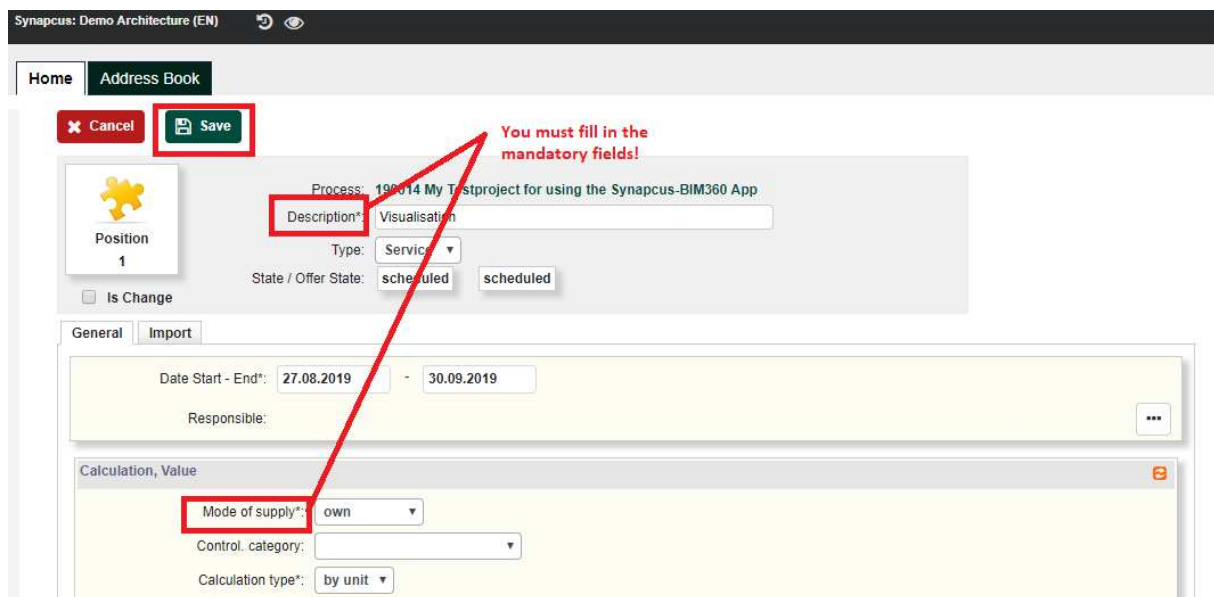 Synapcus: Demo Architecture (EN)
Home Address Book
Cancel Save
You must fill in the
mandatory fields!
Process: 190014 My Testproject for using the Synapcus-BIM360 App
Description*: Visualisation
Position
1
Type: Service
State / Offer State: scheduled scheduled
Is Change
General Import
Date Start - End*: 27.08.2019 - 30.09.2019
Responsible: ...
Calculation, Value
Mode of supply*: own
Control. category:
Calculation type*: by unit